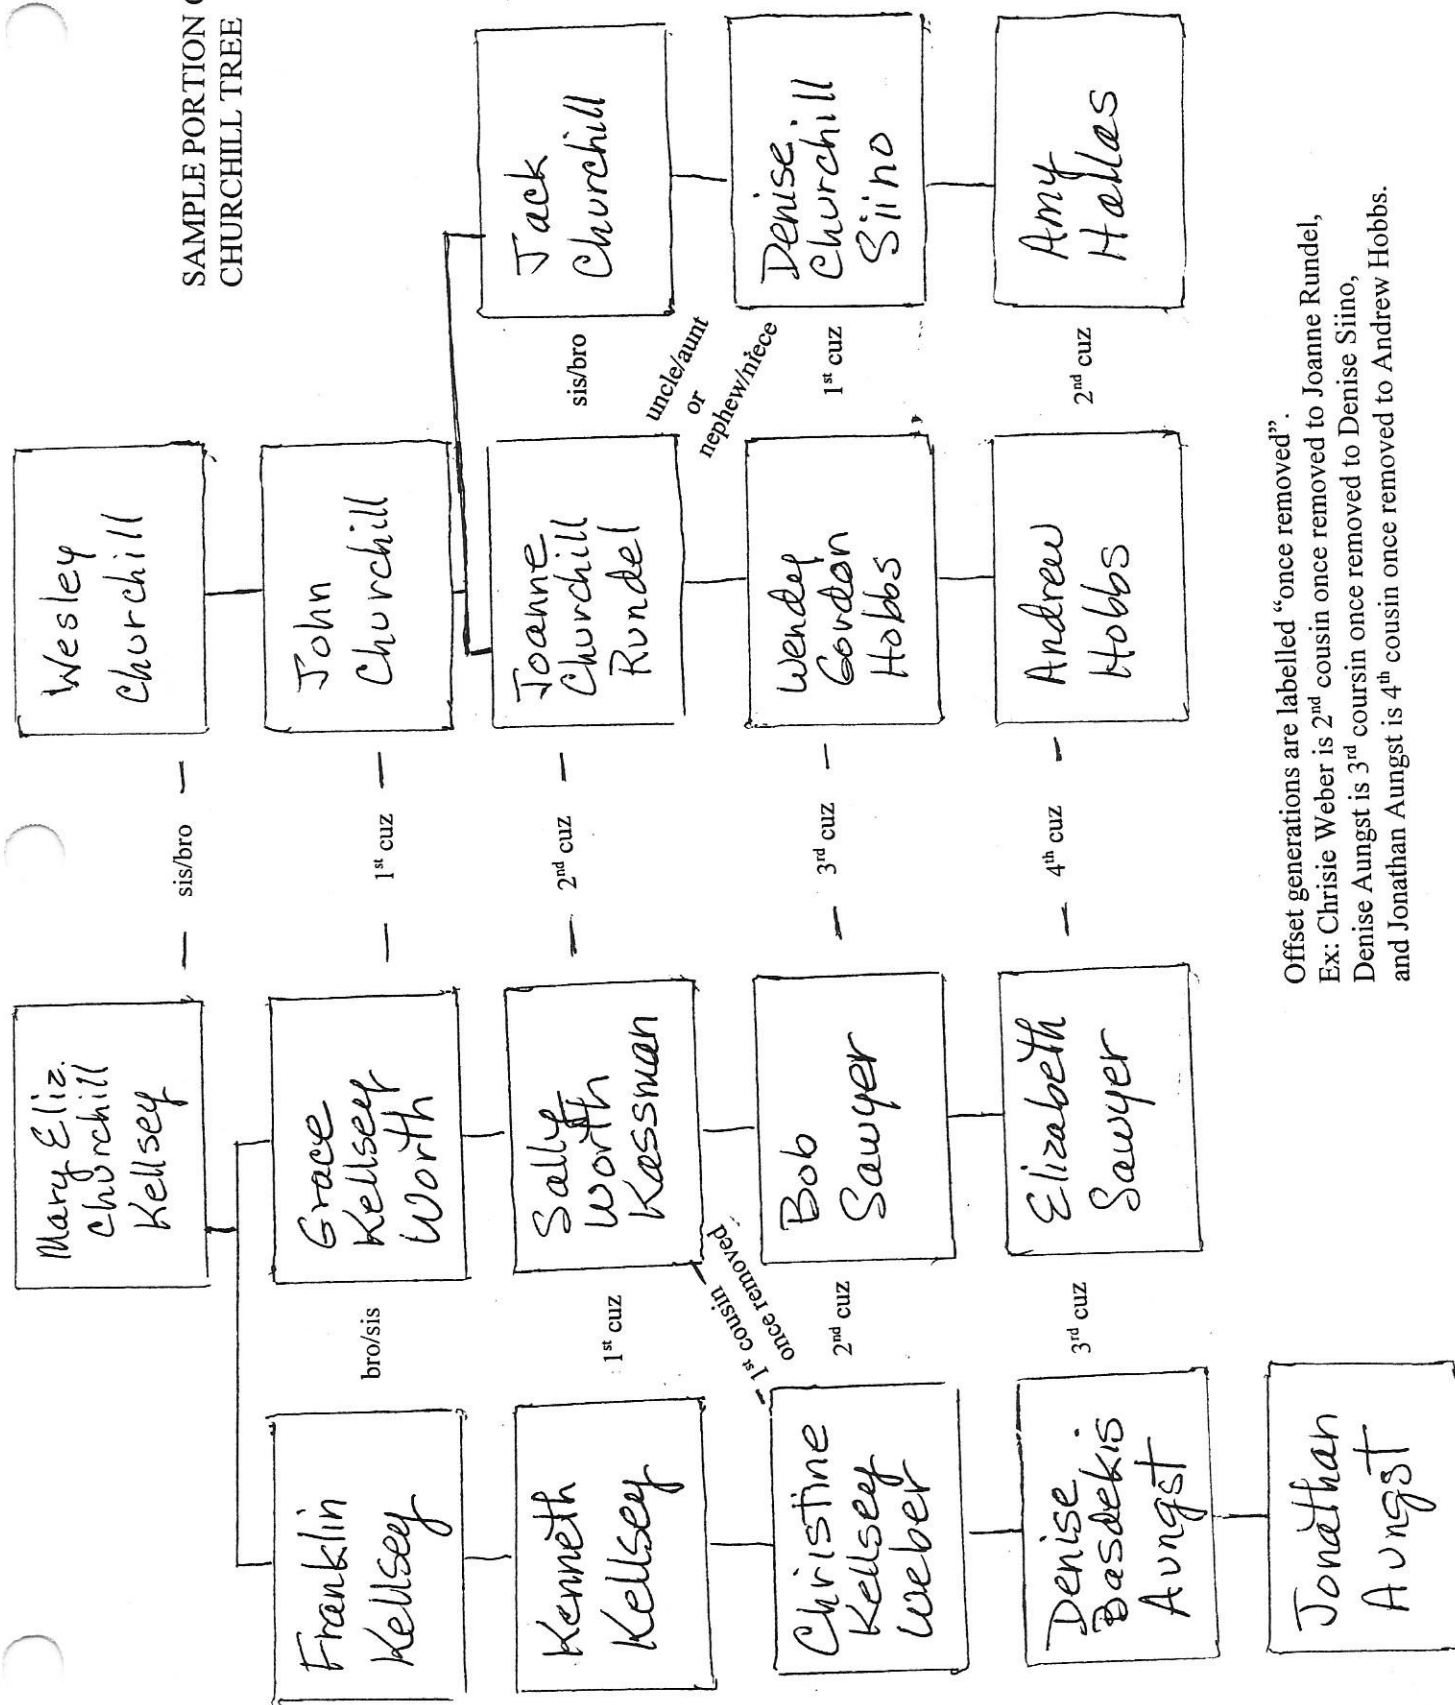 SAMPLE PORTION
CHURCHILL TREE
Mary Eliz.
Churchill
Kellsey
— sis/bro —
Wesley
Churchill
Franklin
Kellsey
bro/sis
Grace
Kellsey
Worth
— 1st cuz —
John
Churchill
Kenneth
Kellsey
1st cuz
Sally
Worth
Kassman
— 2nd cuz —
Joanne
Churchill
Rundel
sis/bro
Jack
Churchill
— 1st cousin —
once removed
uncle/aunt
or
nephew/niece
Christine
Kellsey
Weber
2nd cuz
Bob
Sawyer
— 3rd cuz —
Wendy
Gordon
Hobbs
1st cuz
Denise
Churchill
Siino
Denise
Basdekis
Aungst
3rd cuz
Elizabeth
Sawyer
— 4th cuz —
Andrew
Hobbs
2nd cuz
Amy
Hallas
Jonathan
Aungst
Offset generations are labelled “once removed”.
Ex: Chrisie Weber is 2nd cousin once removed to Joanne Rundel,
Denise Aungst is 3rd coursin once removed to Denise Siino,
and Jonathan Aungst is 4th cousin once removed to Andrew Hobbs.